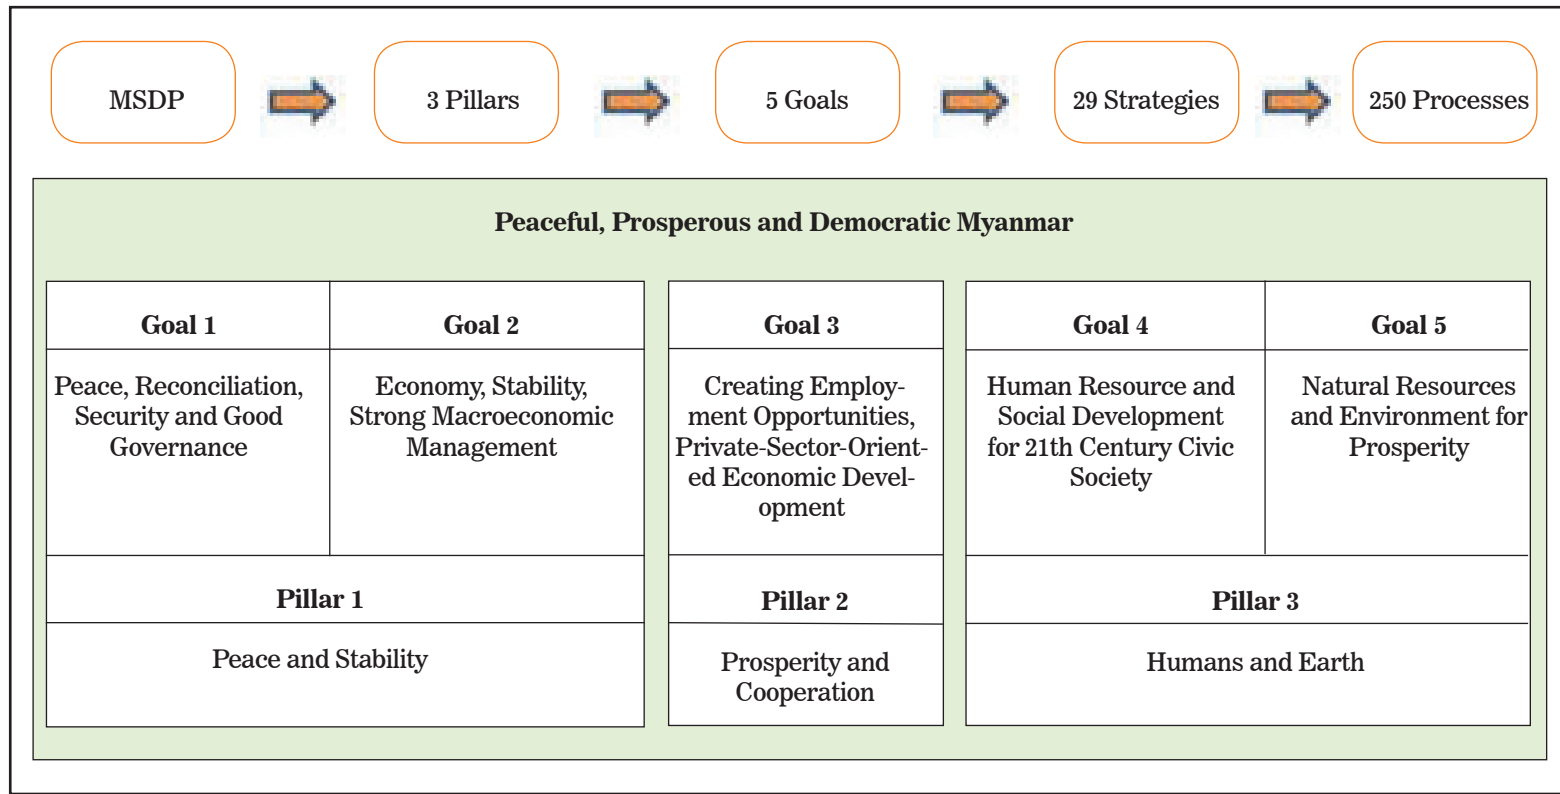 MSDP
3 Pillars
5 Goals
29 Strategies
250 Processes
Peaceful, Prosperous and Democratic Myanmar
Goal 1
Peace, Reconciliation,
Security and Good
Governance
Goal 2
Economy, Stability,
Strong Macroeconomic
Management
Pillar 1
Peace and Stability
Goal 3
Creating Employ-
ment Opportunities,
Private-Sector-Orient-
ed Economic Devel-
opment
Pillar 2
Prosperity and
Cooperation
Goal 4
Human Resource and
Social Development
for 21th Century Civic
Society
Goal 5
Natural Resources
and Environment for
Prosperity
Pillar 3
Humans and Earth